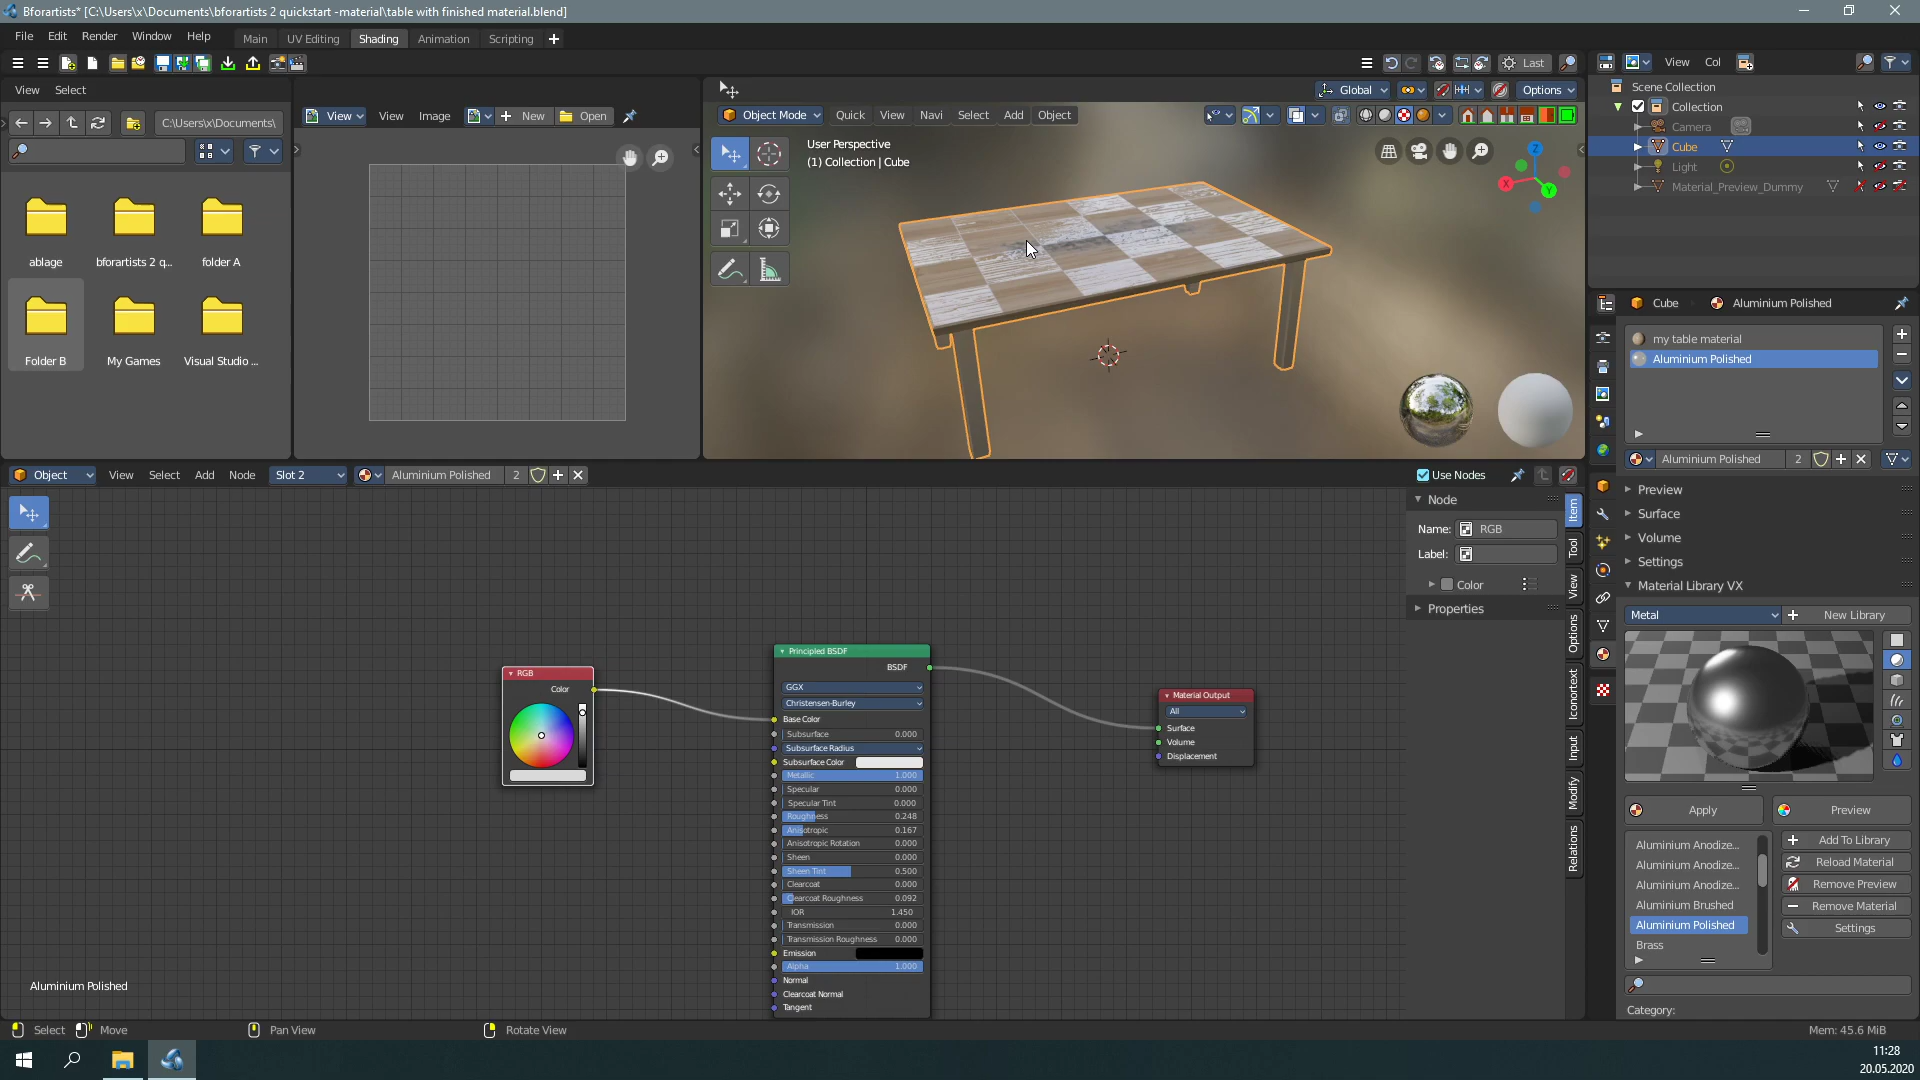 Bforartists* [C:\Users\x\Documents\bforartists 2 quickstart -material\table with finished material.blend]
File Edit Render Window Help Main UV Editing Shading Animation Scripting
Last
View Col
View Select
C:\Users\x\Documents\
View View Image New Open
Global Options
Object Mode Quick View Navi Select Add Object
User Perspective
(1) Collection | Cube
Z
X
Y
ablage bforartists 2 q... folder A
Folder B My Games Visual Studio ...
Scene Collection
Collection
Camera
Cube
Light
Material_Preview_Dummy
Cube Aluminium Polished
my table material
Aluminium Polished
Aluminium Polished 2
Preview
Surface
Volume
Settings
Material Library VX
Metal New Library
Apply Preview
Aluminium Anodize...
Aluminium Anodize...
Aluminium Anodize...
Aluminium Brushed
Aluminium Polished
Brass
Add To Library
Reload Material
Remove Preview
Remove Material
Settings
Category:
Object View Select Add Node Slot 2 Aluminium Polished 2 Use Nodes
Node
Name: RGB
Label:
Color
Properties
Item
Tool
View
Options
Iconortext
Input
Modify
Relations
RGB
Color
Principled BSDF
BSDF
GGX
Christensen-Burley
Base Color
Subsurface 0.000
Subsurface Radius
Subsurface Color
Metallic 1.000
Specular 0.000
Specular Tint 0.000
Roughness 0.248
Anisotropic 0.167
Anisotropic Rotation 0.000
Sheen 0.000
Sheen Tint 0.500
Clearcoat 0.000
Clearcoat Roughness 0.092
IOR 1.450
Transmission 0.000
Transmission Roughness 0.000
Emission
Alpha 1.000
Normal
Clearcoat Normal
Tangent
Material Output
All
Surface
Volume
Displacement
Aluminium Polished
Select Move Pan View Rotate View Mem: 45.6 MiB
11:28
20.05.2020